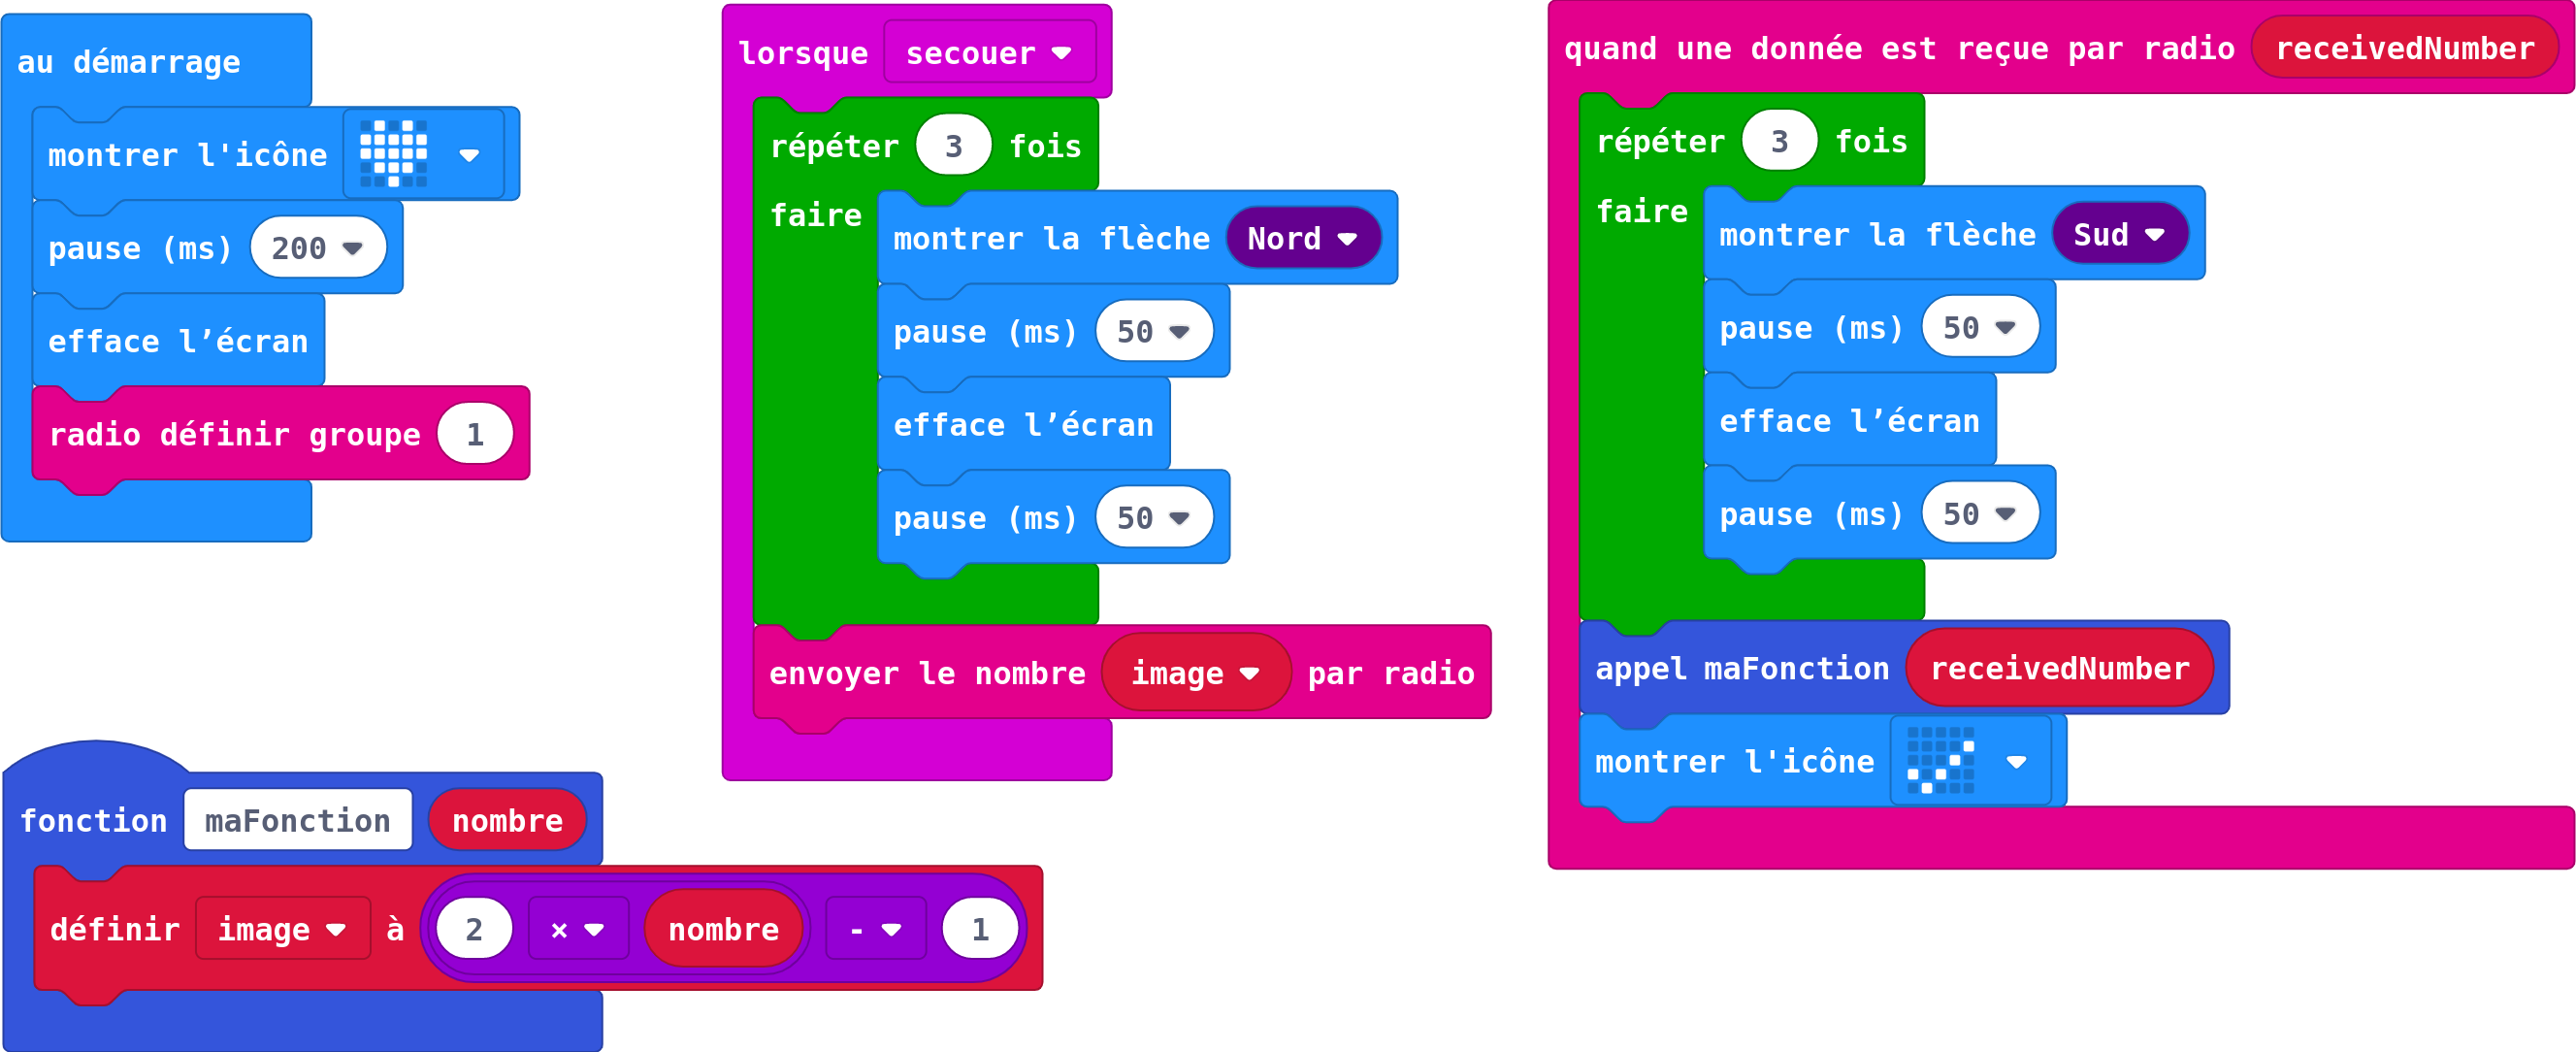 au démarrage
montrer l'icône
pause (ms) 200
efface l’écran
radio définir groupe 1
lorsque secouer
répéter 3 fois
faire
montrer la flèche Nord
pause (ms) 50
efface l’écran
pause (ms) 50
envoyer le nombre image par radio
quand une donnée est reçue par radio receivedNumber
répéter 3 fois
faire
montrer la flèche Sud
pause (ms) 50
efface l’écran
pause (ms) 50
appel maFonction receivedNumber
montrer l'icône
fonction maFonction nombre
définir image à 2 × nombre - 1